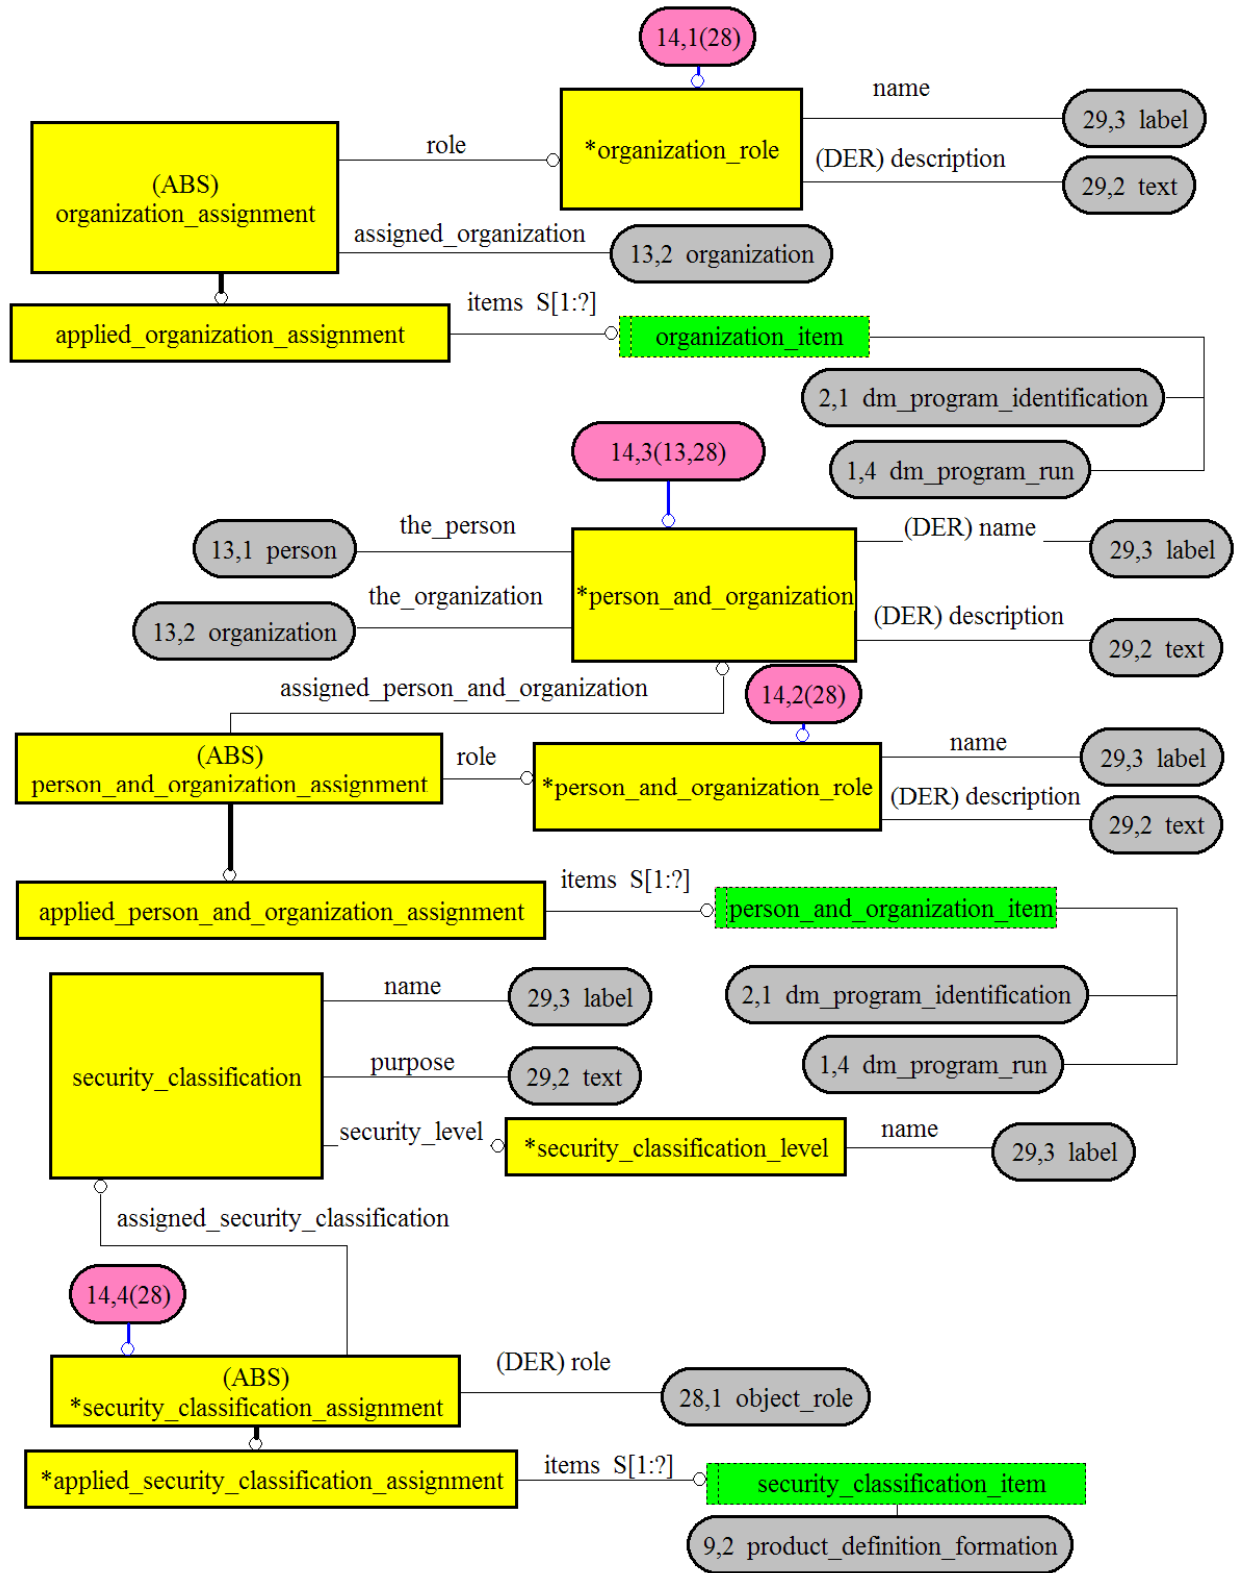 14,1(28)
name
29,3 label
role
*organization_role
(ABS)
organization_assignment
(DER) description
29,2 text
assigned_organization
13,2 organization
items S[1:?]
applied_organization_assignment
organization_item
2,1 dm_program_identification
14,3(13,28)
1,4 dm_program_run
the_person
(DER) name
13,1 person
29,3 label
the_organization
*person_and_organization
(DER) description
13,2 organization
29,2 text
assigned_person_and_organization
14,2(28)
(ABS)
person_and_organization_assignment
role
name
29,3 label
*person_and_organization_role
(DER) description
29,2 text
items S[1:?]
applied_person_and_organization_assignment
person_and_organization_item
name
29,3 label
2,1 dm_program_identification
purpose
29,2 text
1,4 dm_program_run
security_classification
security_level
*security_classification_level
name
29,3 label
assigned_security_classification
14,4(28)
(ABS)
*security_classification_assignment
(DER) role
28,1 object_role
items S[1:?]
*applied_security_classification_assignment
security_classification_item
9,2 product_definition_formation